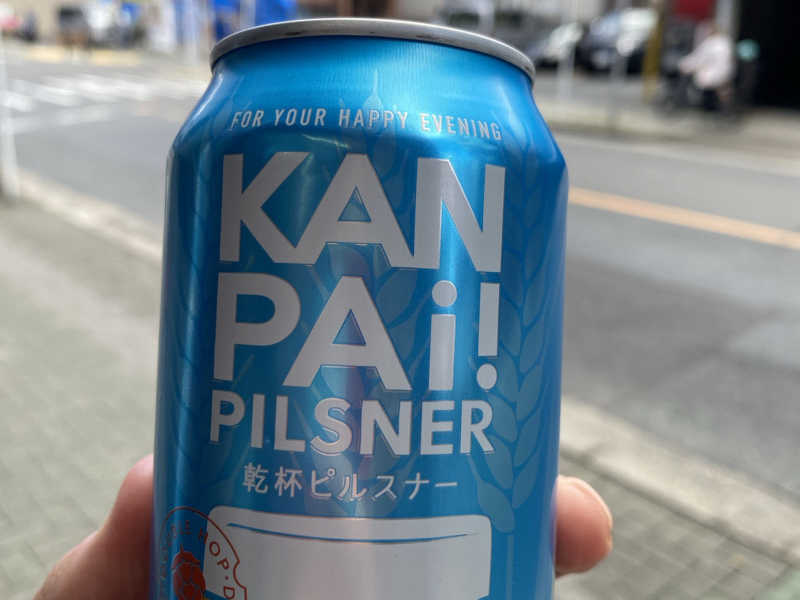 FOR YOUR HAPPY EVENING
KAN
PAi!
PILSNER
乾杯ピルスナー